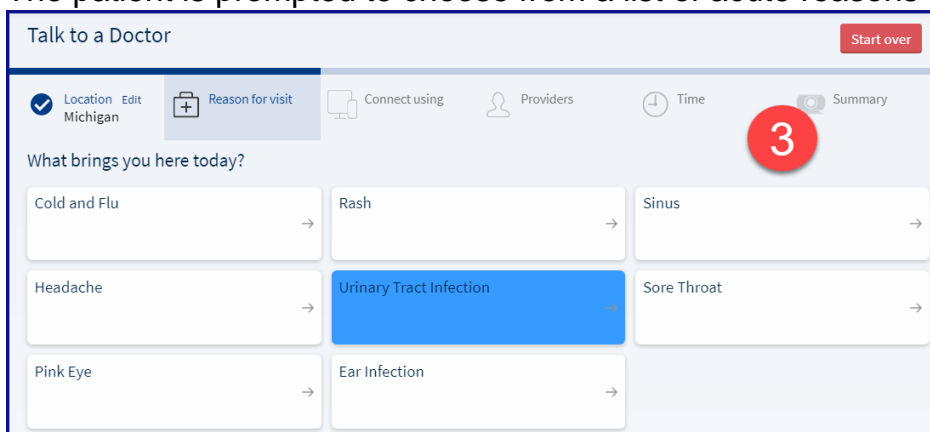 The patient is prompted to choose from a list of acute reasons
Talk to a Doctor
Start over
Location Edit
Michigan
Reason for visit
Connect using
Providers
Time
Summary
3
What brings you here today?
Cold and Flu
Rash
Sinus
Headache
Urinary Tract Infection
Sore Throat
Pink Eye
Ear Infection